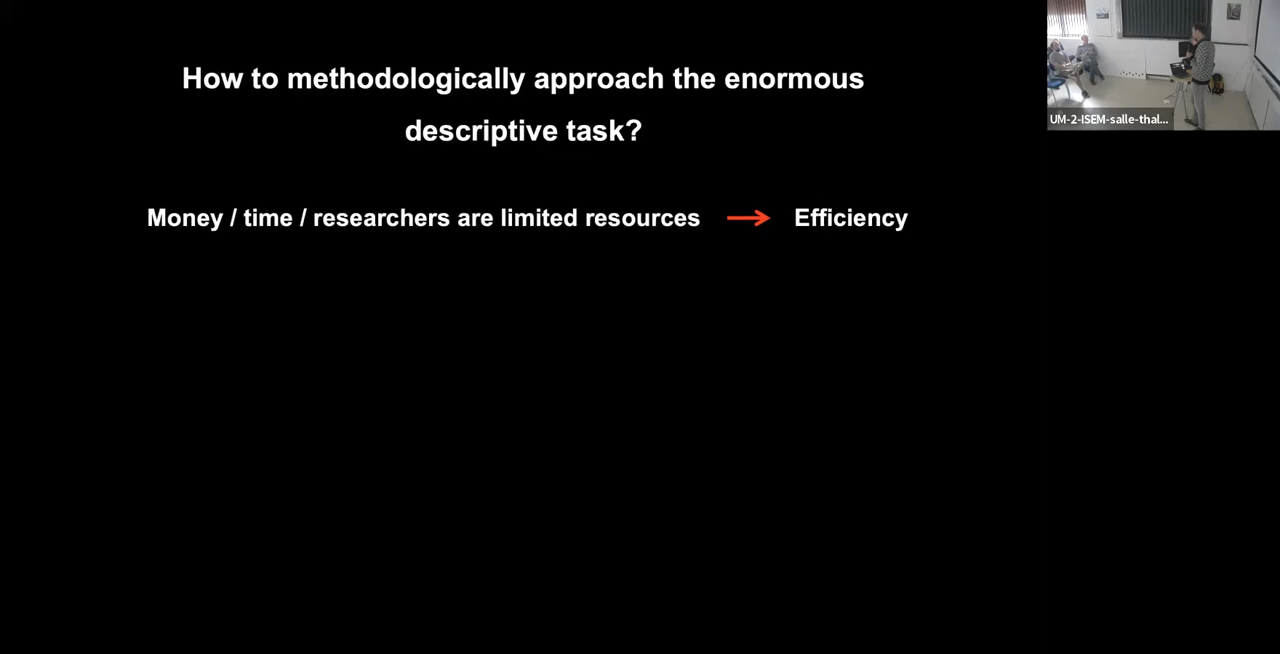 How to methodologically approach the enormous
descriptive task?
Money / time / researchers are limited resources → Efficiency
UM-2-ISEM-salle-thal...